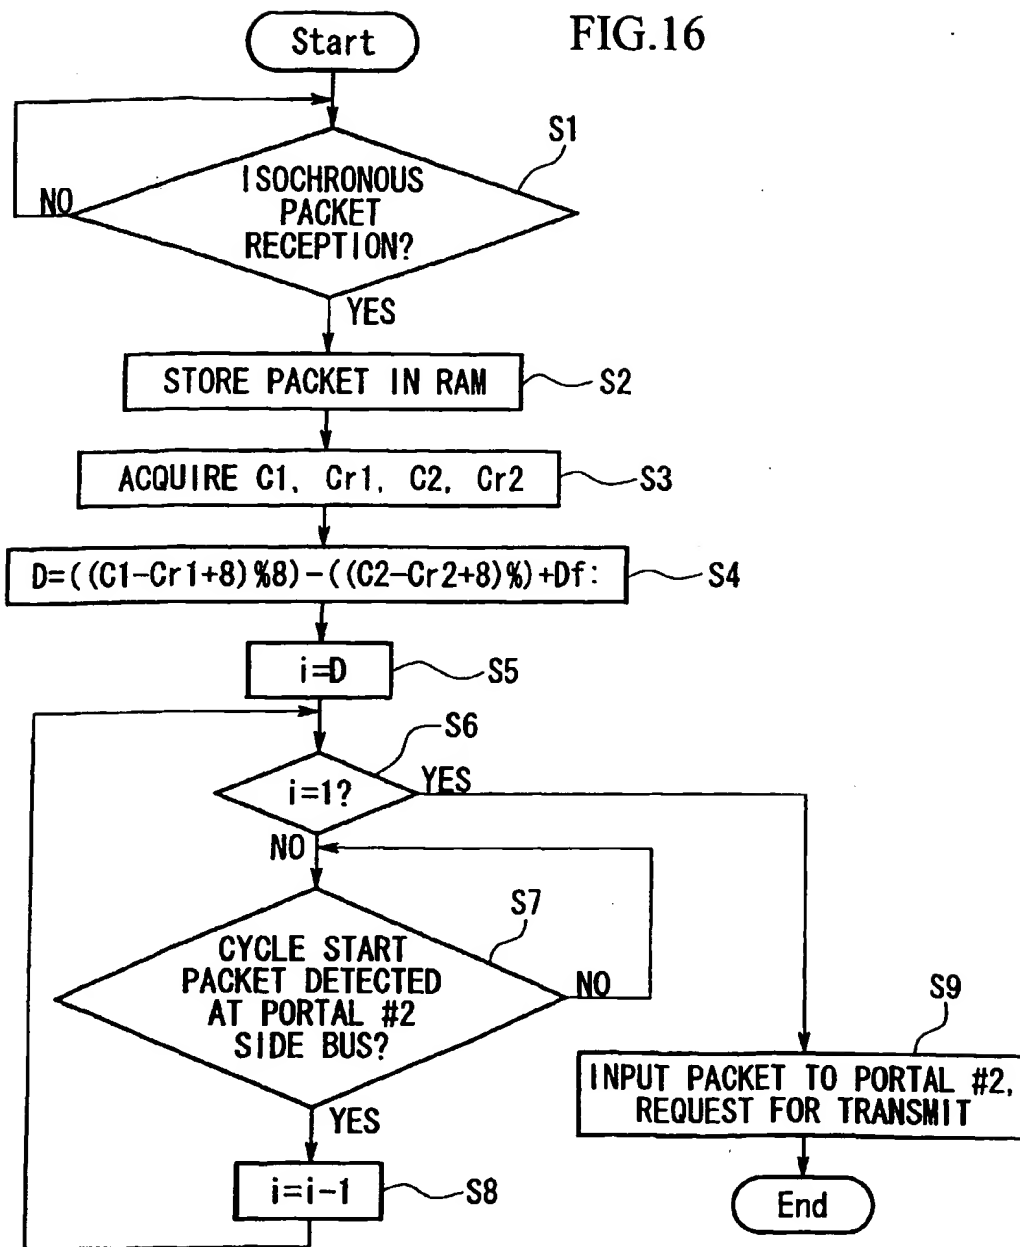 FIG.16
Start
S1
ISOCHRONOUS
PACKET
RECEPTION?
NO
YES
STORE PACKET IN RAM
S2
ACQUIRE C1, Cr1, C2, Cr2
S3
D=((C1-Cr1+8)%8)-((C2-Cr2+8)%)+Df:
S4
i=D
S5
S6
i=1?
YES
NO
S7
CYCLE START
PACKET DETECTED
AT PORTAL #2
SIDE BUS?
NO
YES
S9
INPUT PACKET TO PORTAL #2,
REQUEST FOR TRANSMIT
i=i-1
S8
End